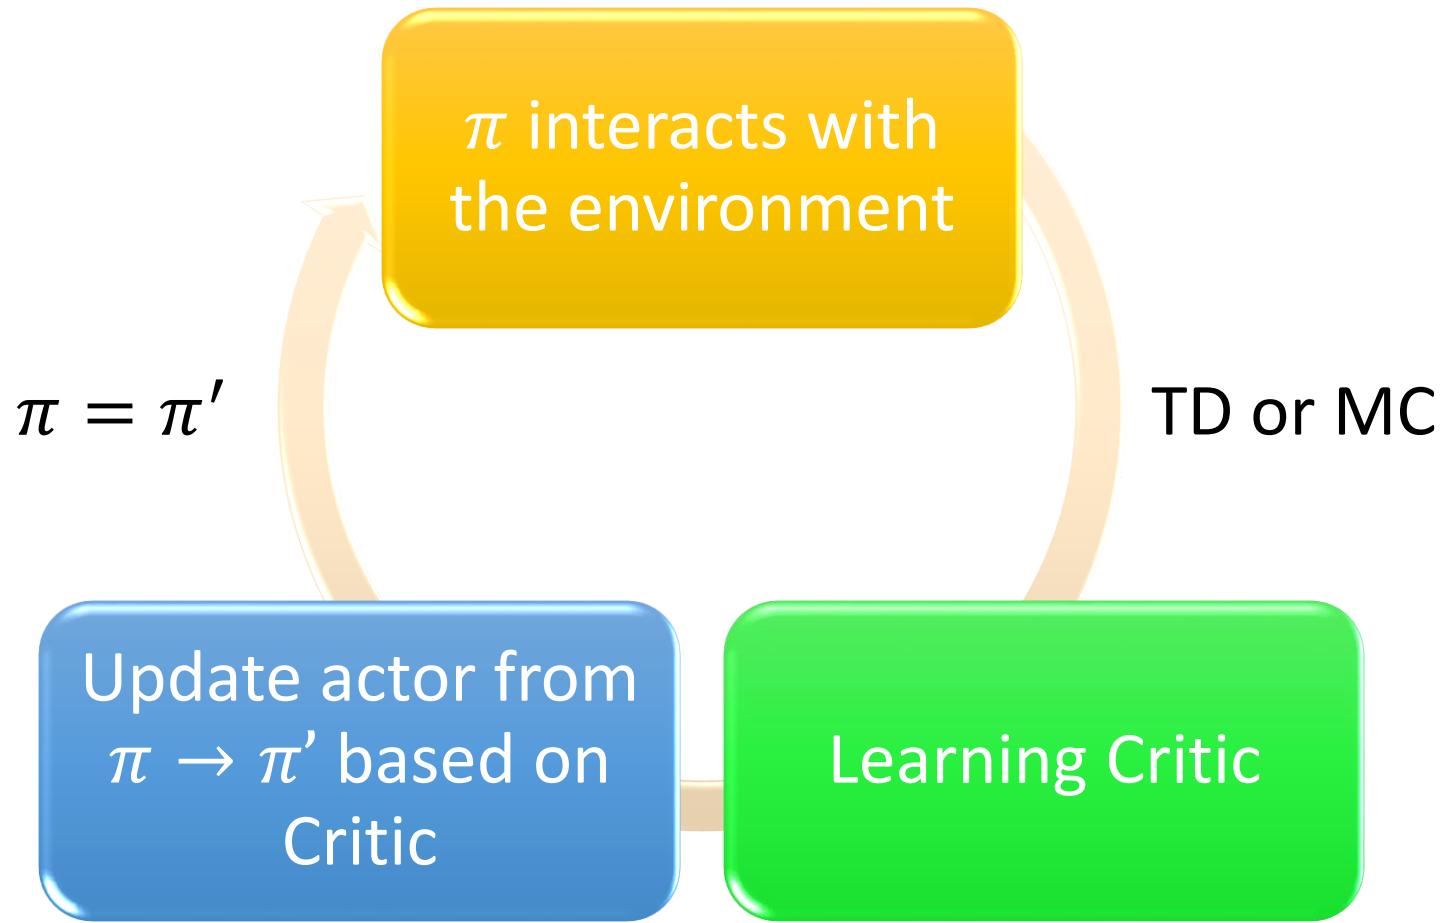 𝜋 interacts with
the environment
𝜋 = 𝜋′
TD or MC
Update actor from
𝜋 → 𝜋’ based on
Critic
Learning Critic